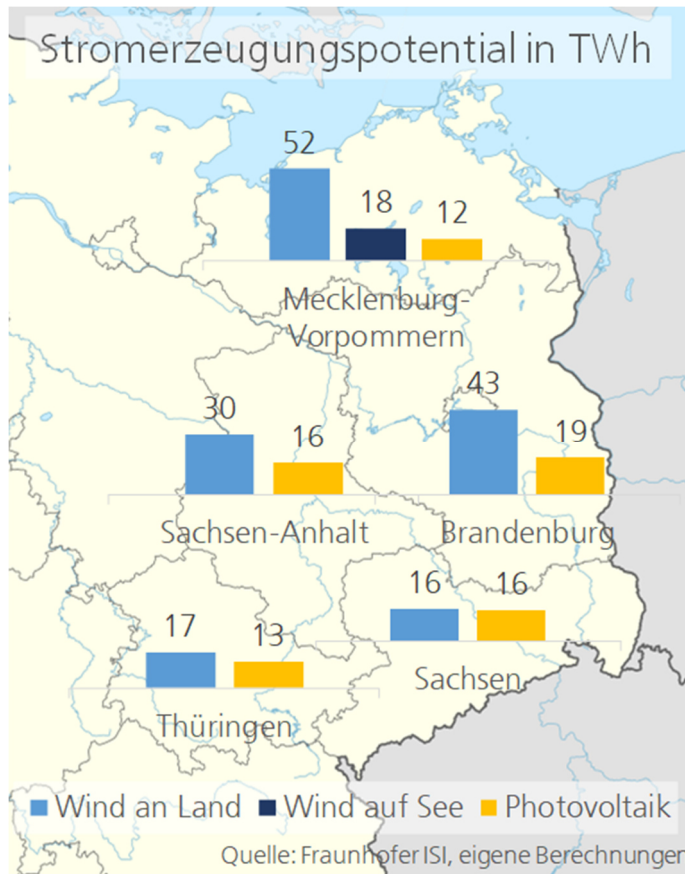 Stromerzeugungspotential in TWh
52
18
12
Mecklenburg-
Vorpommern
30
16
Sachsen-Anhalt
43
19
Brandenburg
17
13
Thüringen
16
16
Sachsen
Wind an Land Wind auf See Photovoltaik
Quelle: Fraunhofer ISI, eigene Berechnungen